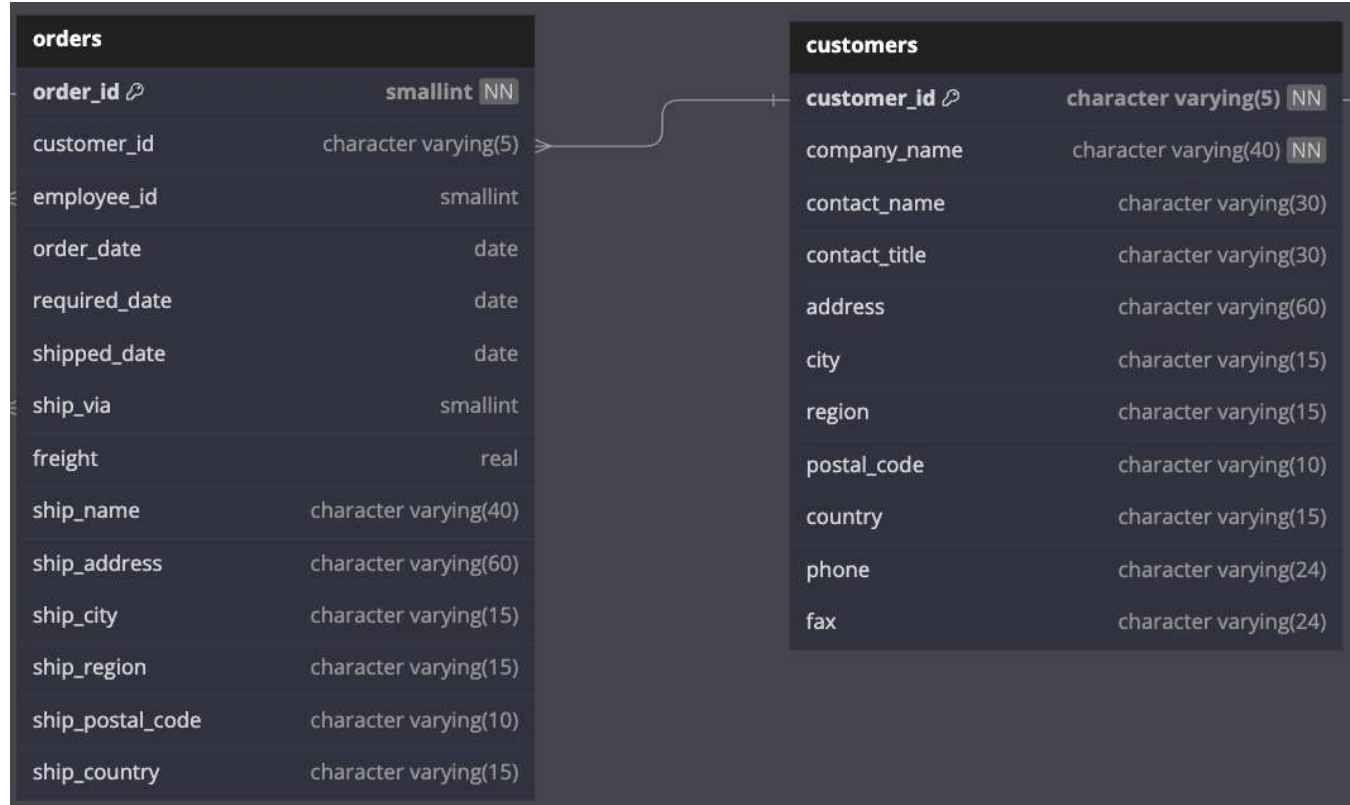 orders
order_id smallint NN
customer_id character varying(5)
employee_id smallint
order_date date
required_date date
shipped_date date
ship_via smallint
freight real
ship_name character varying(40)
ship_address character varying(60)
ship_city character varying(15)
ship_region character varying(15)
ship_postal_code character varying(10)
ship_country character varying(15)
customers
customer_id character varying(5) NN
company_name character varying(40) NN
contact_name character varying(30)
contact_title character varying(30)
address character varying(60)
city character varying(15)
region character varying(15)
postal_code character varying(10)
country character varying(15)
phone character varying(24)
fax character varying(24)